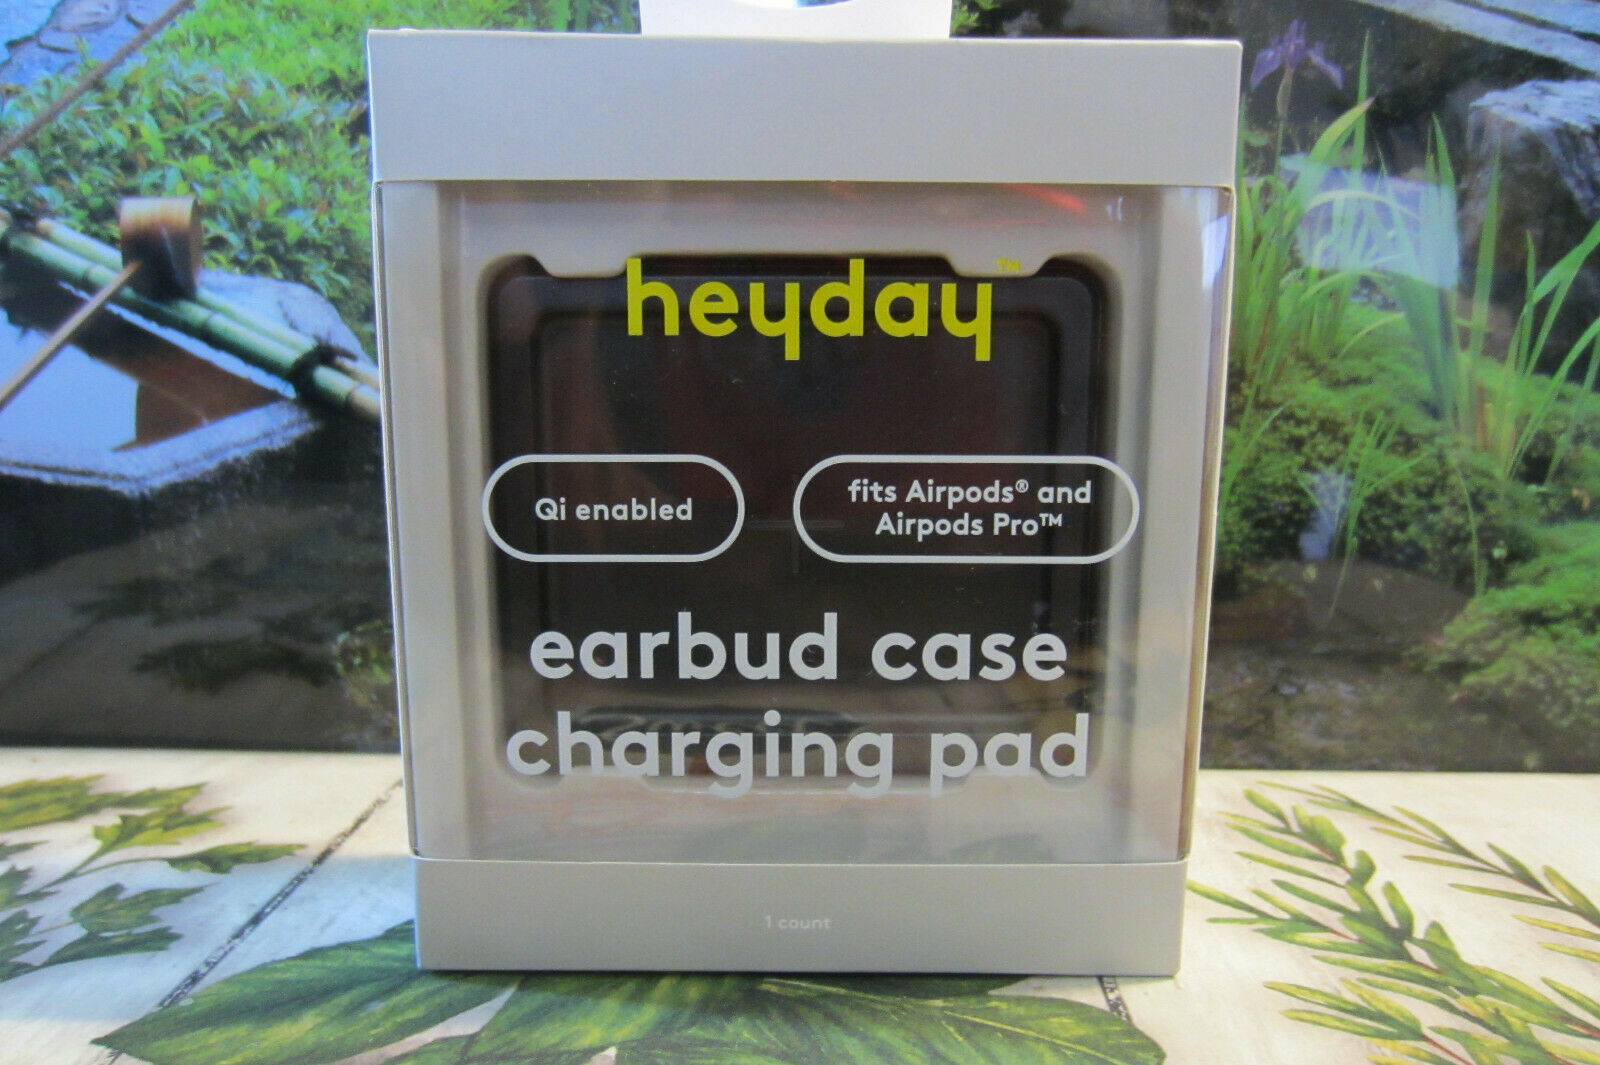 heyday™
Qi enabled
fits Airpods® and
Airpods Pro™
earbud case
charging pad
1 count